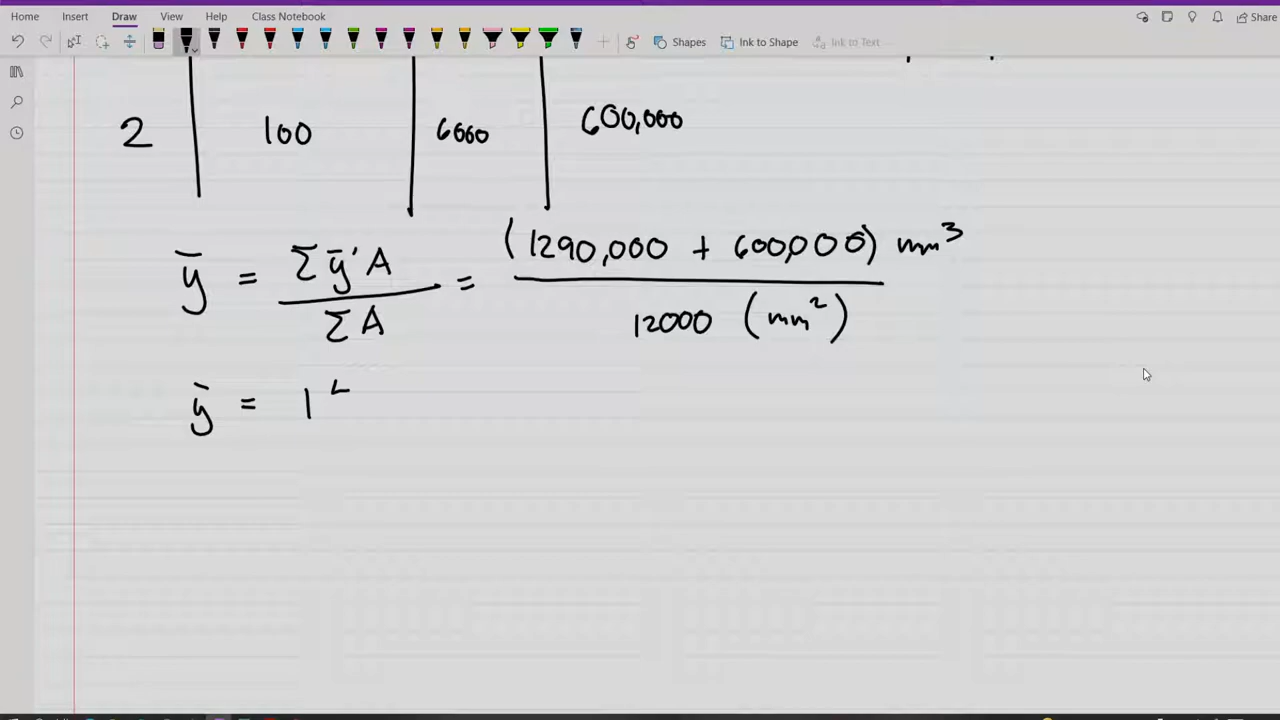 Home Insert Draw View Help Class Notebook Share
Shapes Ink to Shape Ink to Text
2 100 6000 600,000
ȳ = Σȳ'A / ΣA = (1290,000 + 600,000) mm³ / 12000 (mm²)
ȳ = 1